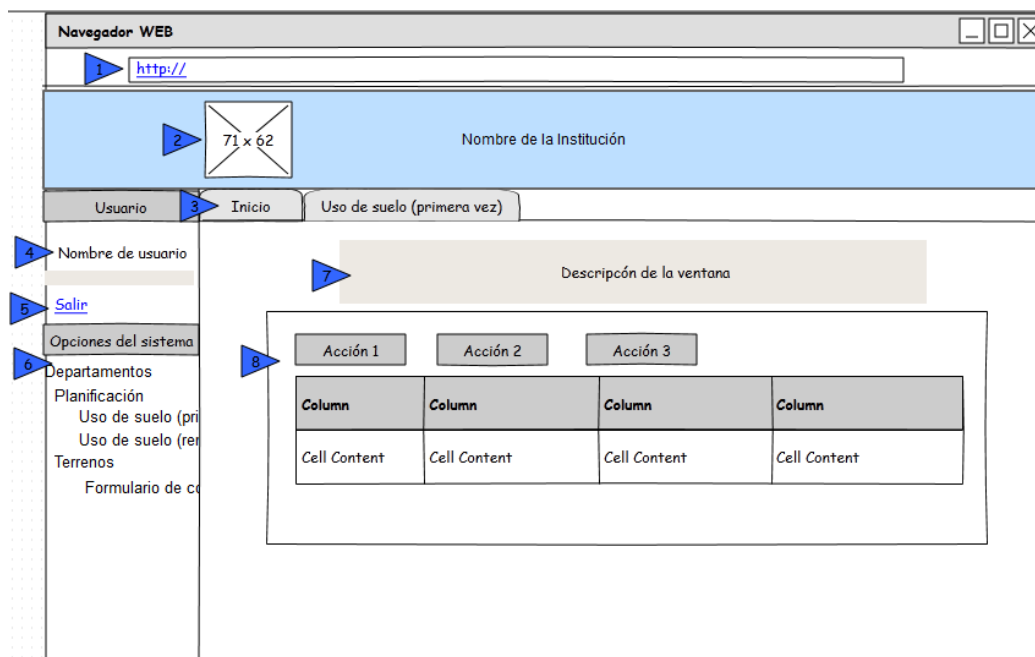 Navegador WEB
1 http://
2 71 x 62 Nombre de la Institución
Usuario 3 Inicio Uso de suelo (primera vez)
4 Nombre de usuario
7 Descripcón de la ventana
5 Salir
Opciones del sistema
8 Acción 1 Acción 2 Acción 3
6 Departamentos
Planificación
Uso de suelo (pri
Uso de suelo (ren
Terrenos
Formulario de co
Column Column Column Column
Cell Content Cell Content Cell Content Cell Content